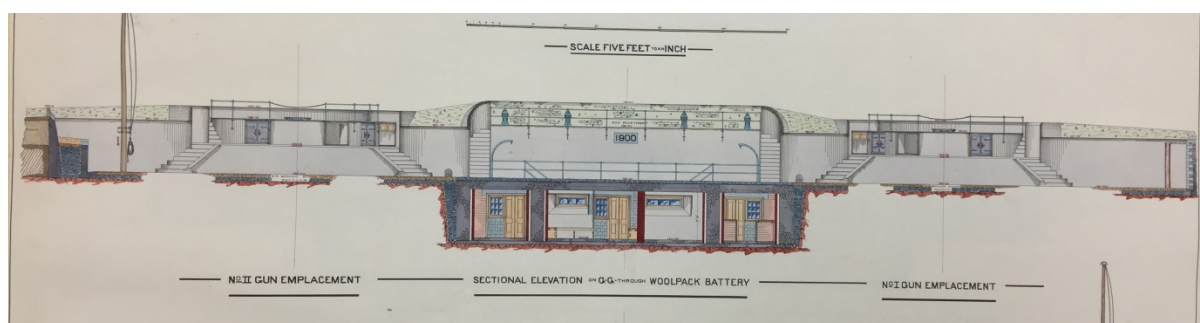 SCALE FIVE FEET TO AN INCH
1900
No II GUN EMPLACEMENT
SECTIONAL ELEVATION ON G.G. THROUGH WOOLPACK BATTERY
No I GUN EMPLACEMENT